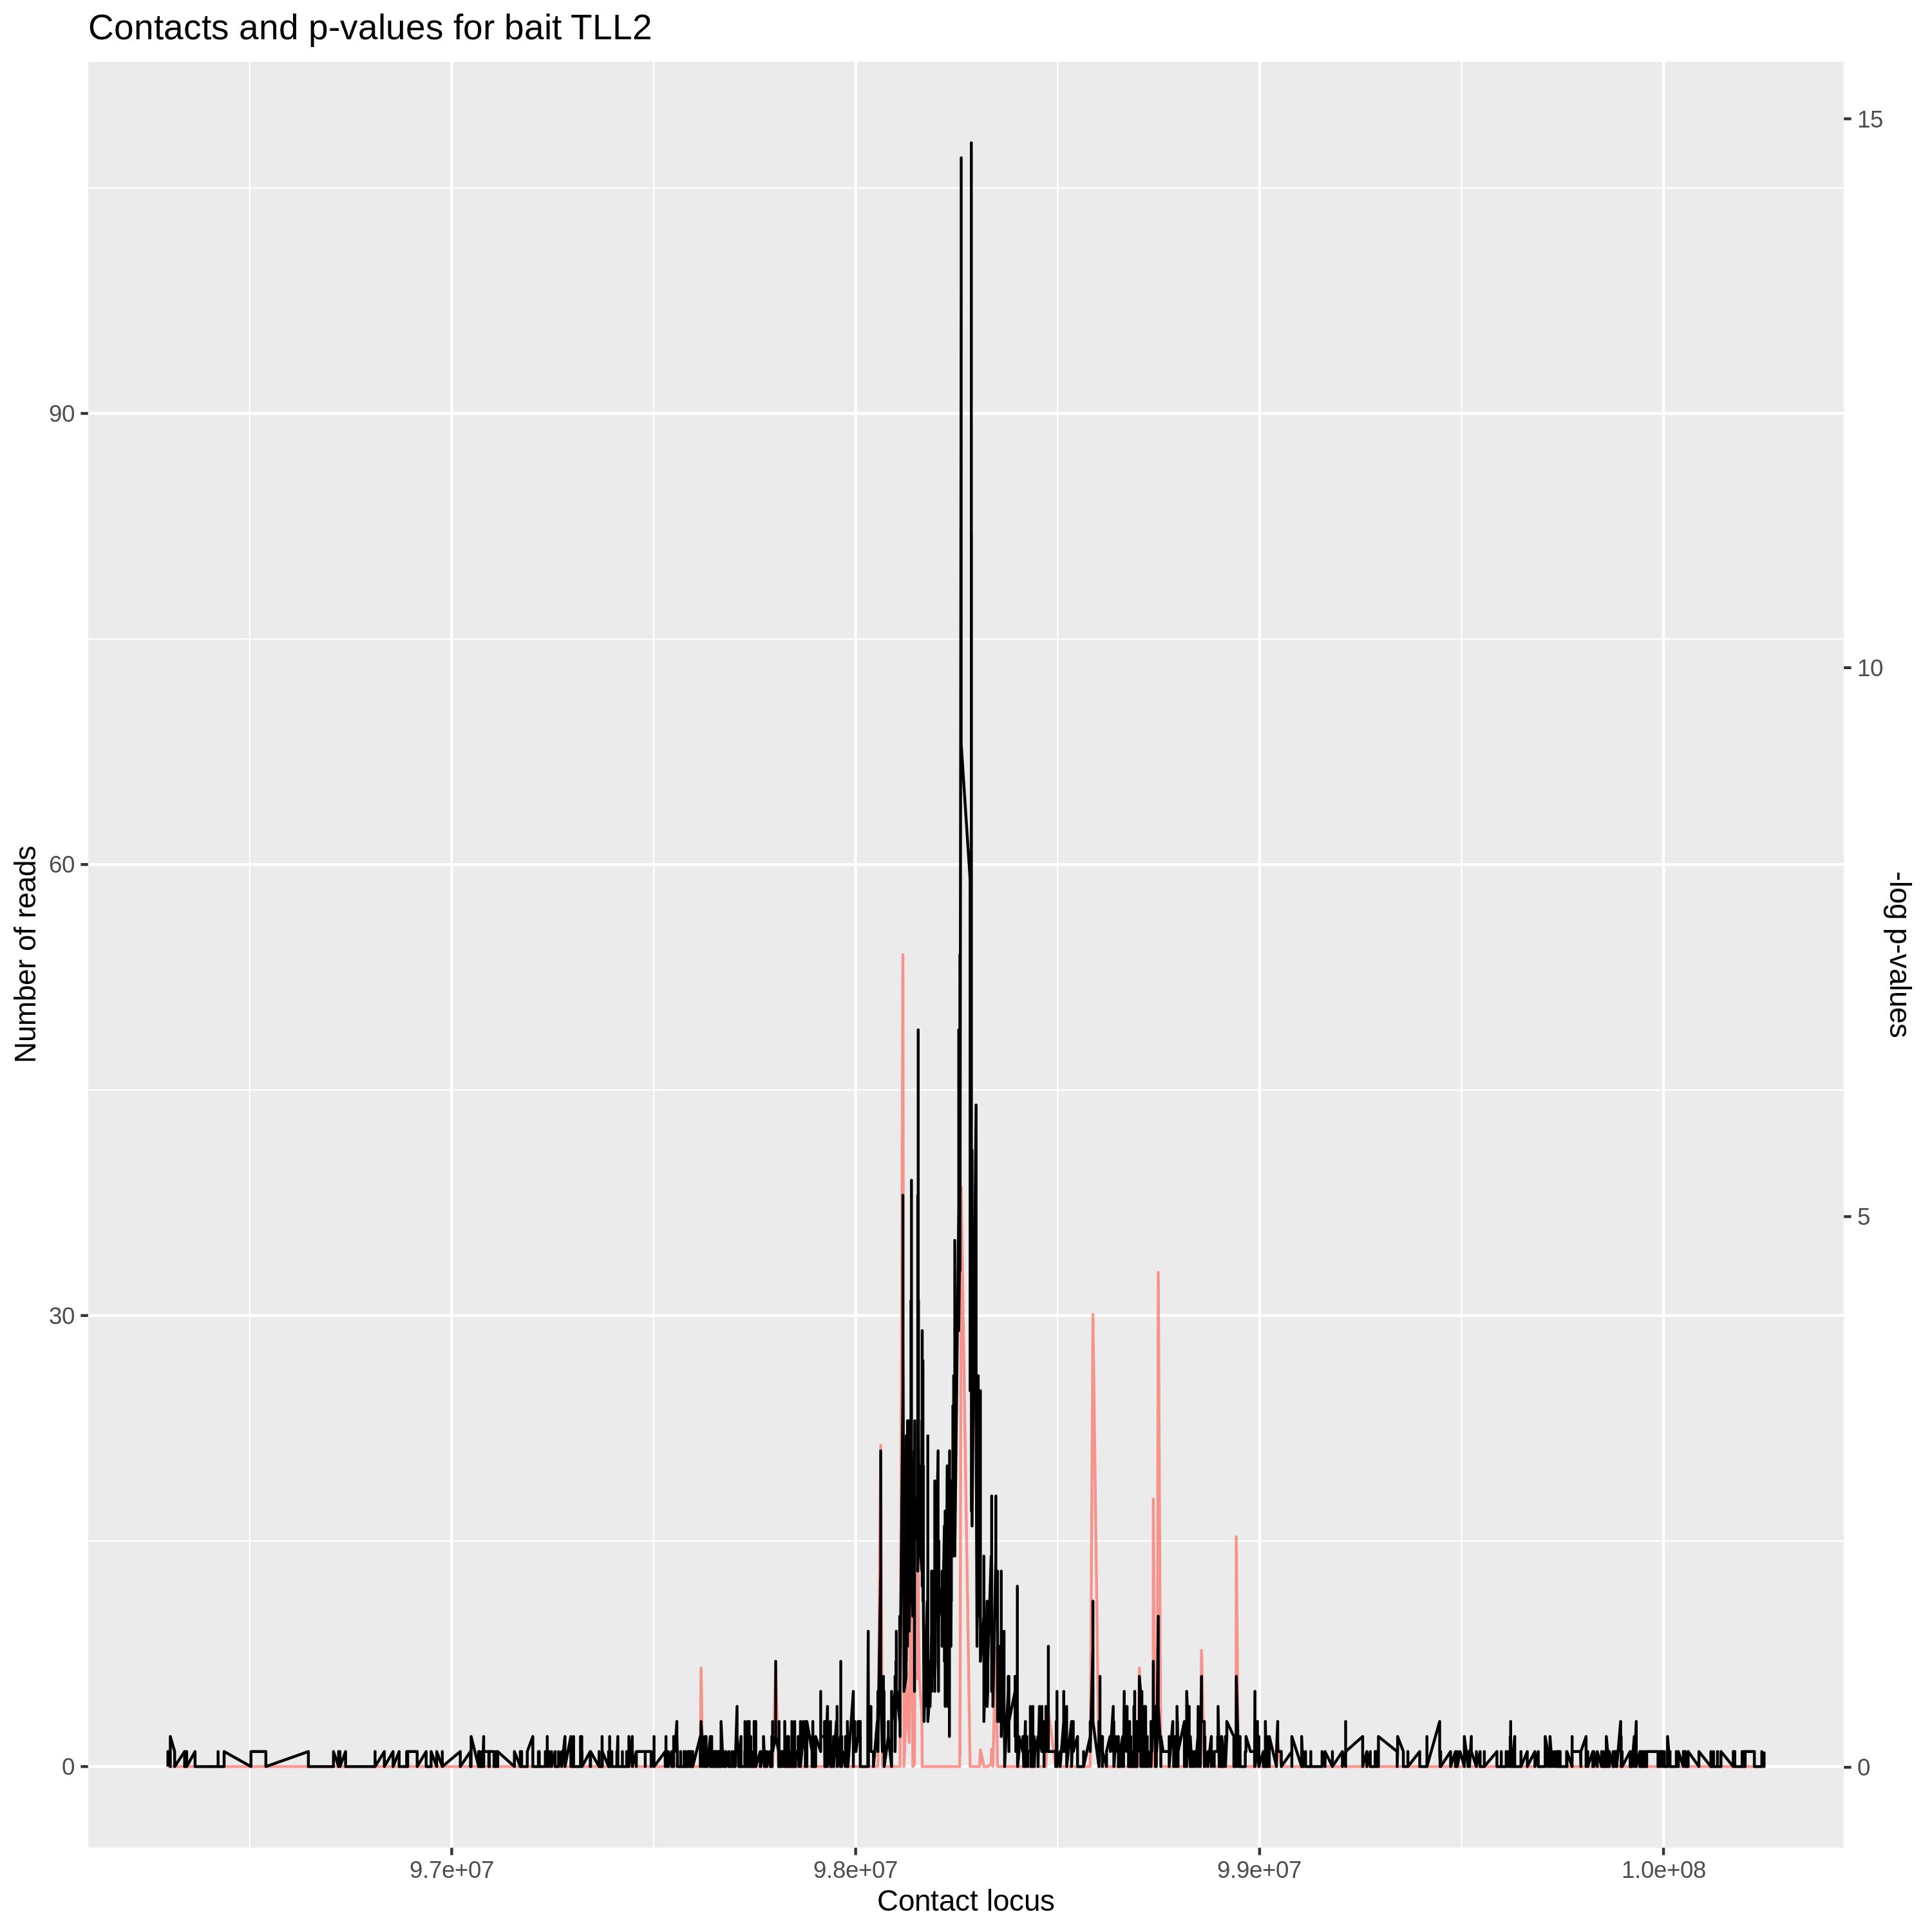 Contacts and p-values for bait TLL2
15
90
10
60
Number of reads
-log p-values
5
30
0
0
9.7e+07
9.8e+07
9.9e+07
1.0e+08
Contact locus